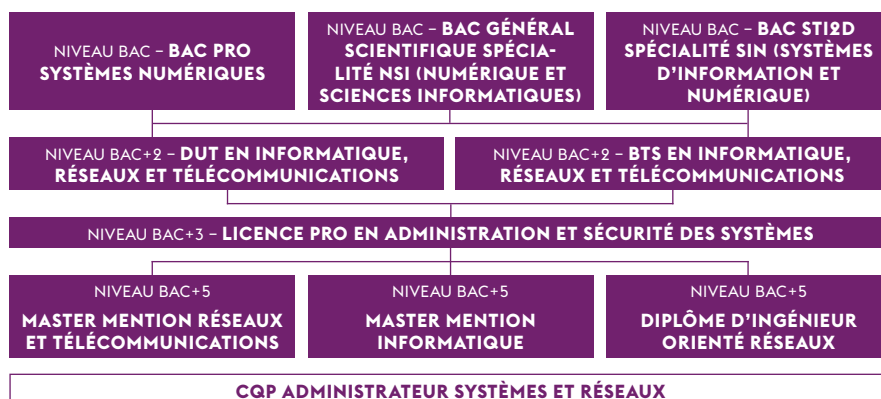 NIVEAU BAC – BAC PRO
SYSTÈMES NUMÉRIQUES
NIVEAU BAC – BAC GÉNÉRAL
SCIENTIFIQUE SPÉCIA-
LITÉ NSI (NUMÉRIQUE ET
SCIENCES INFORMATIQUES)
NIVEAU BAC – BAC STI2D
SPÉCIALITÉ SIN (SYSTÈMES
D'INFORMATION ET
NUMÉRIQUE)
NIVEAU BAC+2 – DUT EN INFORMATIQUE,
RÉSEAUX ET TÉLÉCOMMUNICATIONS
NIVEAU BAC+2 – BTS EN INFORMATIQUE,
RÉSEAUX ET TÉLÉCOMMUNICATIONS
NIVEAU BAC+3 – LICENCE PRO EN ADMINISTRATION ET SÉCURITÉ DES SYSTÈMES
NIVEAU BAC+5
MASTER MENTION RÉSEAUX
ET TÉLÉCOMMUNICATIONS
NIVEAU BAC+5
MASTER MENTION
INFORMATIQUE
NIVEAU BAC+5
DIPLÔME D'INGÉNIEUR
ORIENTÉ RÉSEAUX
CQP ADMINISTRATEUR SYSTÈMES ET RÉSEAUX